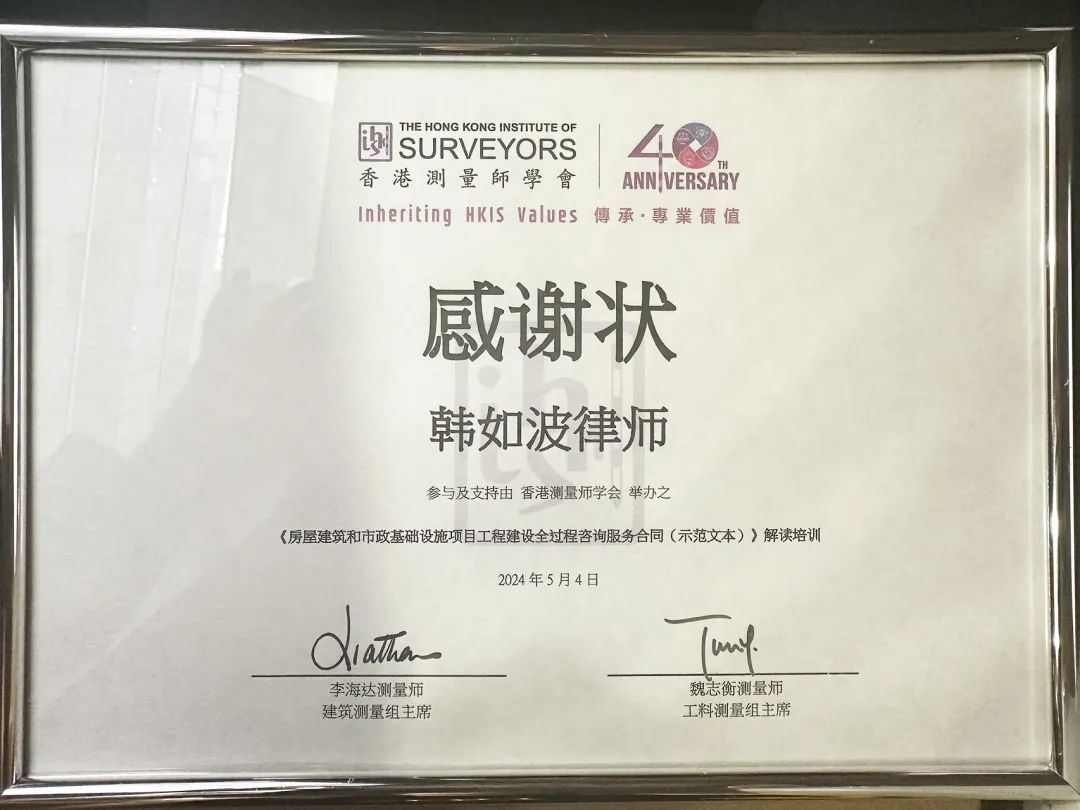 THE HONG KONG INSTITUTE OF
SURVEYORS
香港測量師學會
40TH
ANNIVERSARY
Inheriting HKIS Values 傳承·專業價值
感谢状
韩如波律师
参与及支持由 香港测量师学会 举办之
《房屋建筑和市政基础设施项目工程建设全过程咨询服务合同（示范文本）》解读培训
2024 年 5 月 4 日
李海达测量师
建筑测量组主席
魏志衡测量师
工料测量组主席